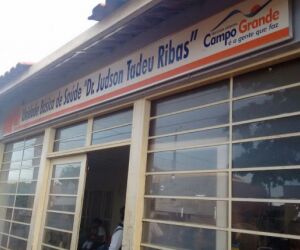 Unidade Básica de Saúde "Dr. Judson Tadeu Ribas"
Campo Grande
é a gente que faz